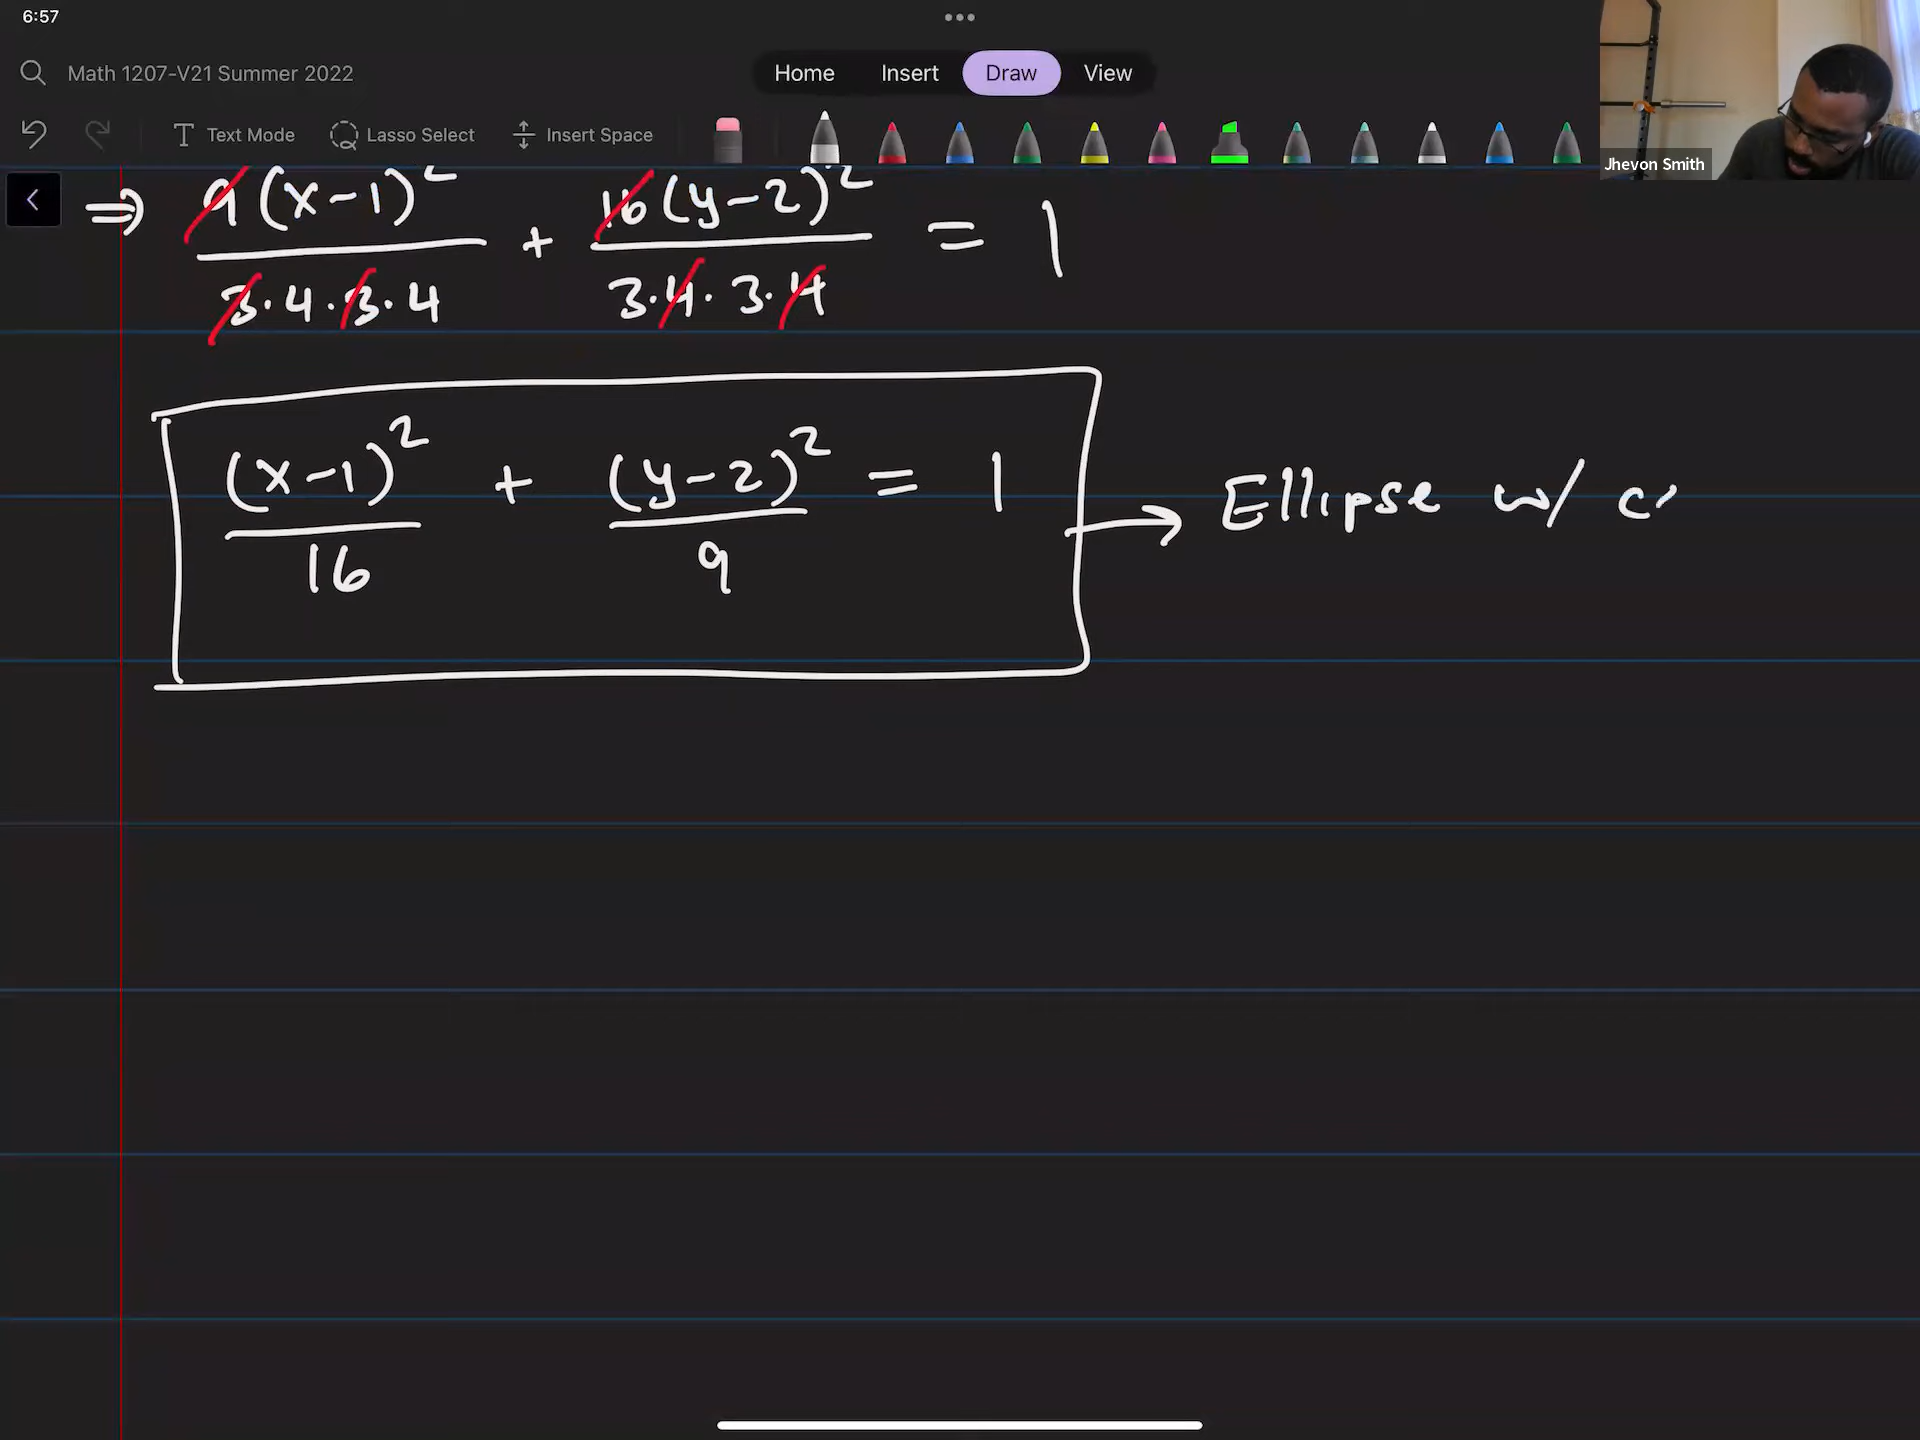 6:57
Math 1207-V21 Summer 2022
Home Insert Draw View
Text Mode Lasso Select Insert Space
Jhevon Smith
⇒ 9(x-1)²/3·4·3·4 + 16(y-2)²/3·4·3·4 = 1
(x-1)²/16 + (y-2)²/9 = 1 → Ellipse w/